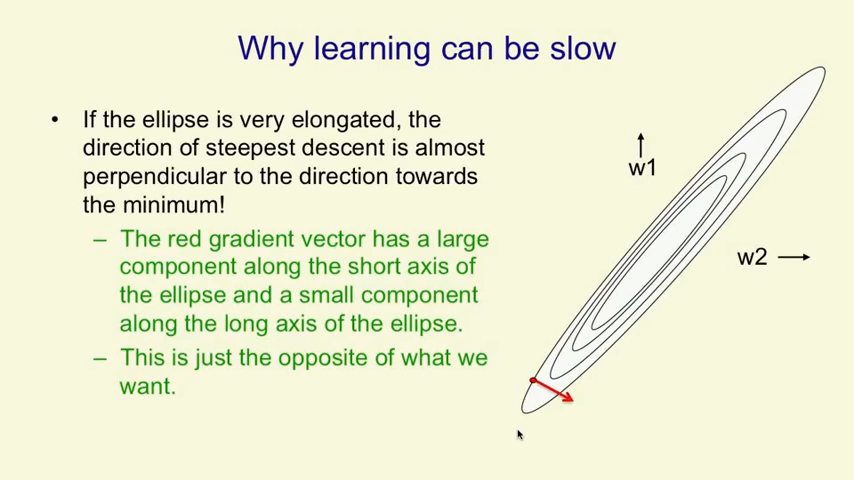 Why learning can be slow
• If the ellipse is very elongated, the
direction of steepest descent is almost
perpendicular to the direction towards
the minimum!
– The red gradient vector has a large
component along the short axis of
the ellipse and a small component
along the long axis of the ellipse.
– This is just the opposite of what we
want.
w1
w2